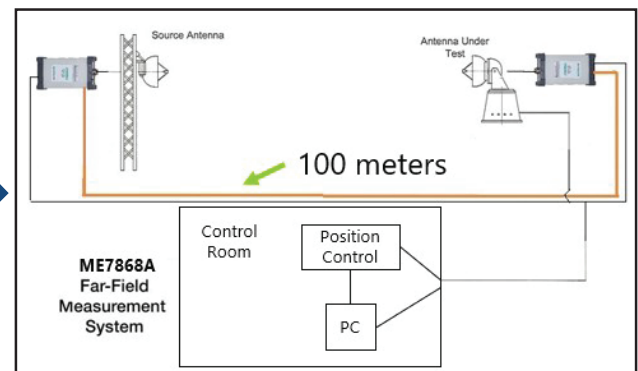 Source Antenna
Antenna Under
Test
100 meters
Control
Room
Position
Control
PC
ME7868A
Far-Field
Measurement
System